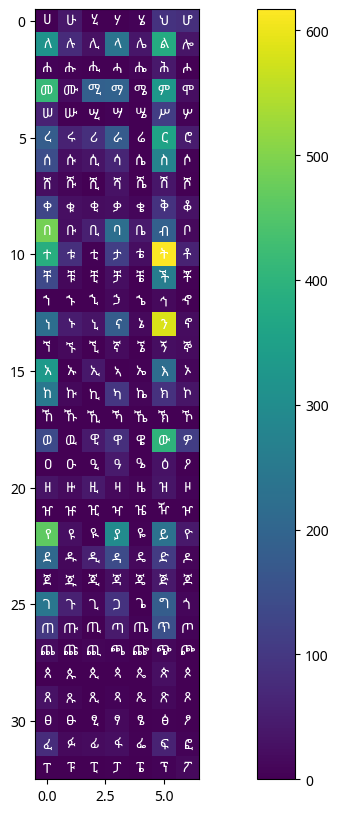 0 ሀ ሁ ሂ ሃ ሄ ህ ሆ 600
ለ ሉ ሊ ላ ሌ ል ሎ
ሐ ሑ ሒ ሓ ሔ ሕ ሖ
መ ሙ ሚ ማ ሜ ም ሞ
ሠ ሡ ሢ ሣ ሤ ሥ ሦ
5 ረ ሩ ሪ ራ ሬ ር ሮ 500
ሰ ሱ ሲ ሳ ሴ ስ ሶ
ሸ ሹ ሺ ሻ ሼ ሽ ሾ
ቀ ቁ ቂ ቃ ቄ ቅ ቆ
በ ቡ ቢ ባ ቤ ብ ቦ
10 ተ ቱ ቲ ታ ቴ ት ቶ 400
ቸ ቹ ቺ ቻ ቼ ች ቾ
ኀ ኁ ኂ ኃ ኄ ኅ ኆ
ነ ኑ ኒ ና ኔ ን ኖ
ኘ ኙ ኚ ኛ ኜ ኝ ኞ
15 አ ኡ ኢ ኣ ኤ እ ኦ
ከ ኩ ኪ ካ ኬ ክ ኮ 300
ኸ ኹ ኺ ኻ ኼ ኽ ኾ
ወ ዉ ዊ ዋ ዌ ው ዎ
ዐ ዑ ዒ ዓ ዔ ዕ ዖ
20 ዘ ዙ ዚ ዛ ዜ ዝ ዞ
ዠ ዡ ዢ ዣ ዤ ዥ ዦ 200
የ ዩ ዪ ያ ዬ ይ ዮ
ደ ዱ ዲ ዳ ዴ ድ ዶ
ጀ ጁ ጂ ጃ ጄ ጅ ጆ
25 ገ ጉ ጊ ጋ ጌ ግ ጎ
ጠ ጡ ጢ ጣ ጤ ጥ ጦ
ጨ ጩ ጪ ጫ ጬ ጭ ጮ 100
ጰ ጱ ጲ ጳ ጴ ጵ ጶ
ጸ ጹ ጺ ጻ ጼ ጽ ጾ
30 ፀ ፁ ፂ ፃ ፄ ፅ ፆ
ፈ ፉ ፊ ፋ ፌ ፍ ፎ
ፐ ፑ ፒ ፓ ፔ ፕ ፖ 0
0.0 2.5 5.0